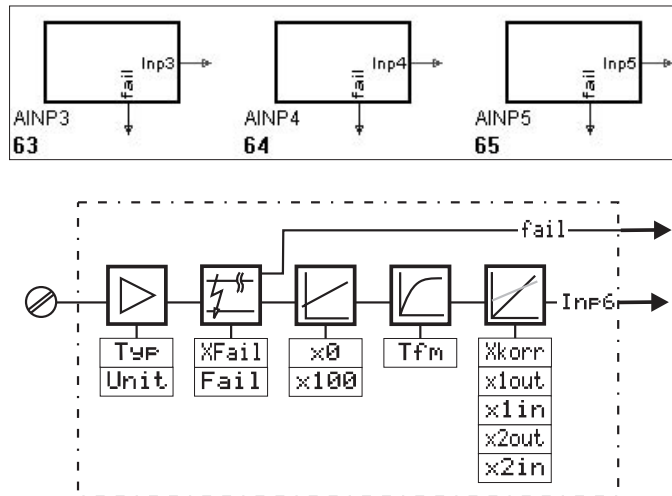 Inp3 Inp4 Inp5
fail fail fail
AINP3 AINP4 AINP5
63 64 65
fail
Inp6
Typ XFail x0 Tfm Xkorr
Unit Fail x100 x1out
x1in
x2out
x2in